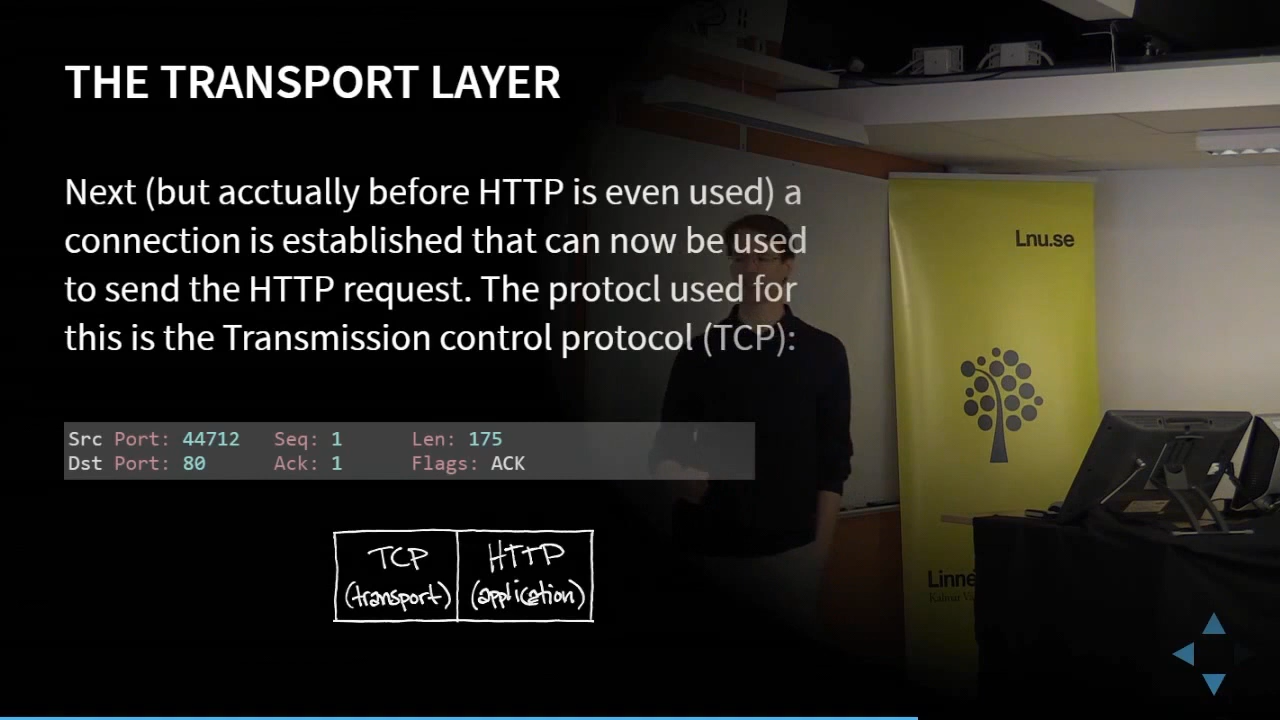 THE TRANSPORT LAYER
Next (but acctually before HTTP is even used) a
connection is established that can now be used
to send the HTTP request. The protocl used for
this is the Transmission control protocol (TCP):
Src Port: 44712 Seq: 1 Len: 175
Dst Port: 80 Ack: 1 Flags: ACK
TCP HTTP
(transport) (application)
Lnu.se
Linné
Kalmar